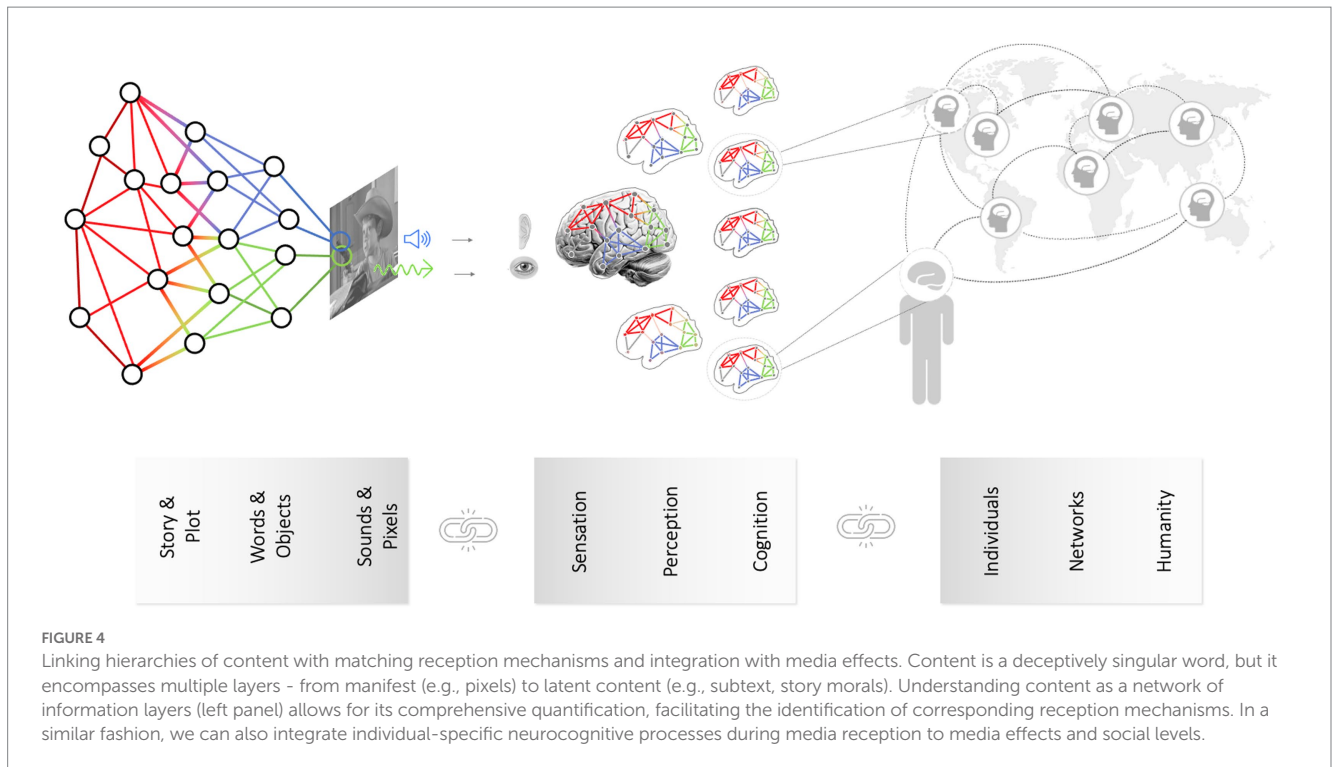 Story &
Plot
Words &
Objects
Sounds &
Pixels
Sensation
Perception
Cognition
Individuals
Networks
Humanity
FIGURE 4
Linking hierarchies of content with matching reception mechanisms and integration with media effects. Content is a deceptively singular word, but it
encompasses multiple layers - from manifest (e.g., pixels) to latent content (e.g., subtext, story morals). Understanding content as a network of
information layers (left panel) allows for its comprehensive quantification, facilitating the identification of corresponding reception mechanisms. In a
similar fashion, we can also integrate individual-specific neurocognitive processes during media reception to media effects and social levels.